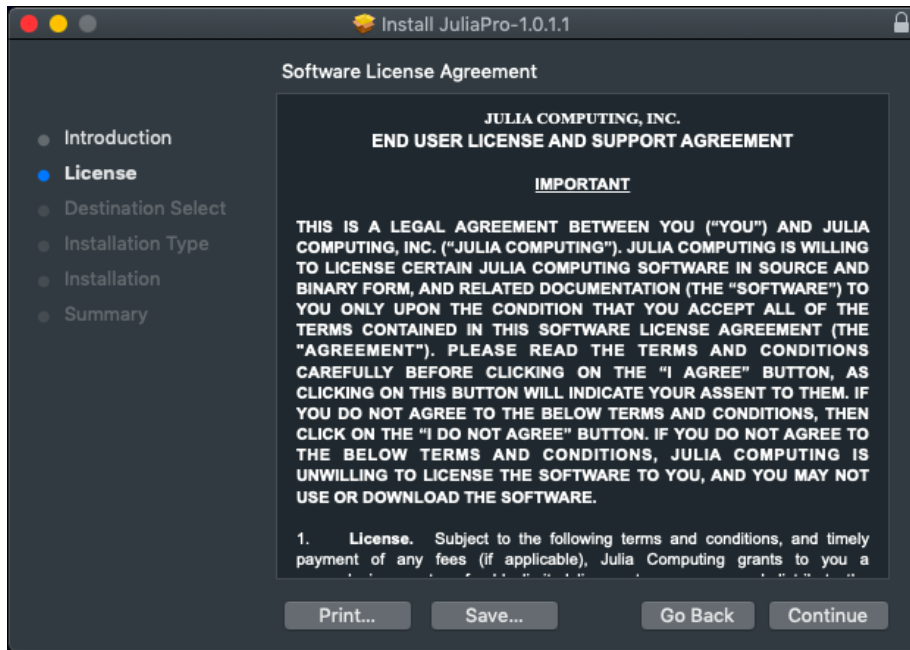 Install JuliaPro-1.0.1.1
Software License Agreement
Introduction
License
Destination Select
Installation Type
Installation
Summary
JULIA COMPUTING, INC.
END USER LICENSE AND SUPPORT AGREEMENT
IMPORTANT
THIS IS A LEGAL AGREEMENT BETWEEN YOU (“YOU”) AND JULIA
COMPUTING, INC. (“JULIA COMPUTING”). JULIA COMPUTING IS WILLING
TO LICENSE CERTAIN JULIA COMPUTING SOFTWARE IN SOURCE AND
BINARY FORM, AND RELATED DOCUMENTATION (THE “SOFTWARE”) TO
YOU ONLY UPON THE CONDITION THAT YOU ACCEPT ALL OF THE
TERMS CONTAINED IN THIS SOFTWARE LICENSE AGREEMENT (THE
"AGREEMENT"). PLEASE READ THE TERMS AND CONDITIONS
CAREFULLY BEFORE CLICKING ON THE “I AGREE” BUTTON, AS
CLICKING ON THIS BUTTON WILL INDICATE YOUR ASSENT TO THEM. IF
YOU DO NOT AGREE TO THE BELOW TERMS AND CONDITIONS, THEN
CLICK ON THE “I DO NOT AGREE” BUTTON. IF YOU DO NOT AGREE TO
THE BELOW TERMS AND CONDITIONS, JULIA COMPUTING IS
UNWILLING TO LICENSE THE SOFTWARE TO YOU, AND YOU MAY NOT
USE OR DOWNLOAD THE SOFTWARE.
1. License. Subject to the following terms and conditions, and timely
payment of any fees (if applicable), Julia Computing grants to you a
Print...
Save...
Go Back
Continue